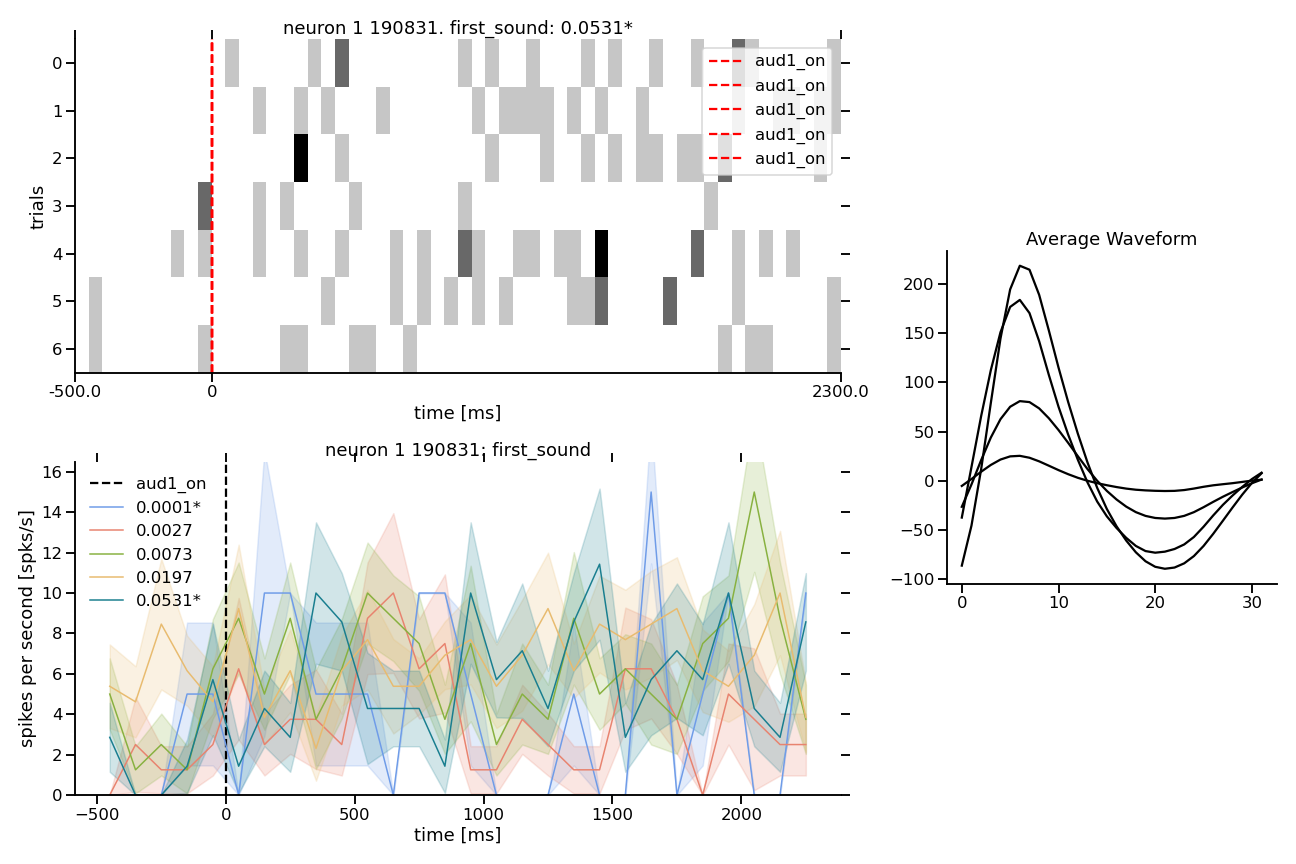 neuron 1 190831. first_sound: 0.0531*
trials
0
1
2
3
4
5
6
aud1_on
aud1_on
aud1_on
aud1_on
aud1_on
-500.0 0 2300.0
time [ms]
neuron 1 190831: first_sound
spikes per second [spks/s]
16
14
12
10
8
6
4
2
0
aud1_on
0.0001*
0.0027
0.0073
0.0197
0.0531*
−500 0 500 1000 1500 2000
time [ms]
Average Waveform
200
150
100
50
0
−50
−100
0 10 20 30